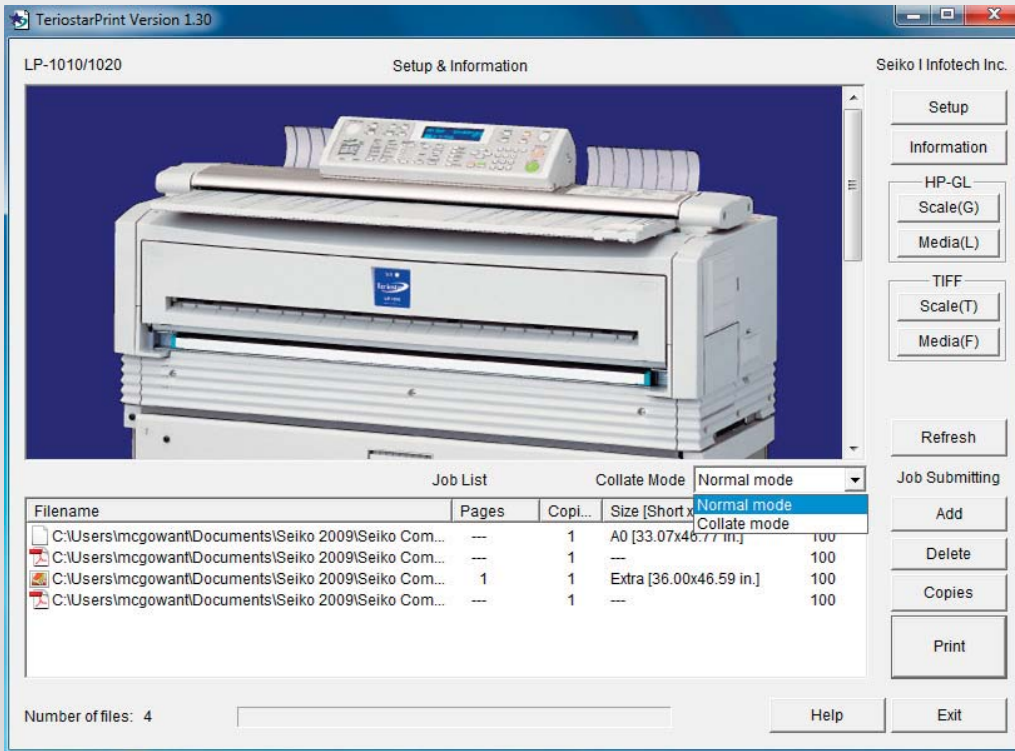 TeriostarPrint Version 1.30
LP-1010/1020
Setup & Information
Seiko I Infotech Inc.
Setup
Information
HP-GL
Scale(G)
Media(L)
TIFF
Scale(T)
Media(F)
Refresh
Teriostar
Job List
Collate Mode Normal mode
Normal mode
Collate mode
Job Submitting
Add
Delete
Copies
Print
Filename Pages Copi... Size [Short x
C:\Users\mcgowant\Documents\Seiko 2009\Seiko Com... --- 1 A0 [33.07x46.77 in.] 100
C:\Users\mcgowant\Documents\Seiko 2009\Seiko Com... --- 1 --- 100
C:\Users\mcgowant\Documents\Seiko 2009\Seiko Com... 1 1 Extra [36.00x46.59 in.] 100
C:\Users\mcgowant\Documents\Seiko 2009\Seiko Com... --- 1 --- 100
Number of files: 4
Help
Exit